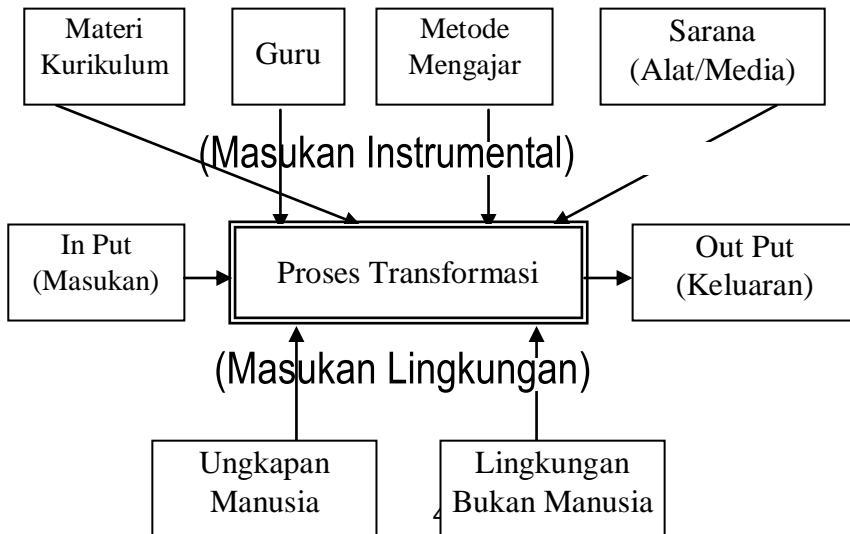 Materi
Kurikulum
Guru
Metode
Mengajar
Sarana
(Alat/Media)
(Masukan Instrumental)
In Put
(Masukan)
Proses Transformasi
Out Put
(Keluaran)
(Masukan Lingkungan)
Ungkapan
Manusia
Lingkungan
Bukan Manusia